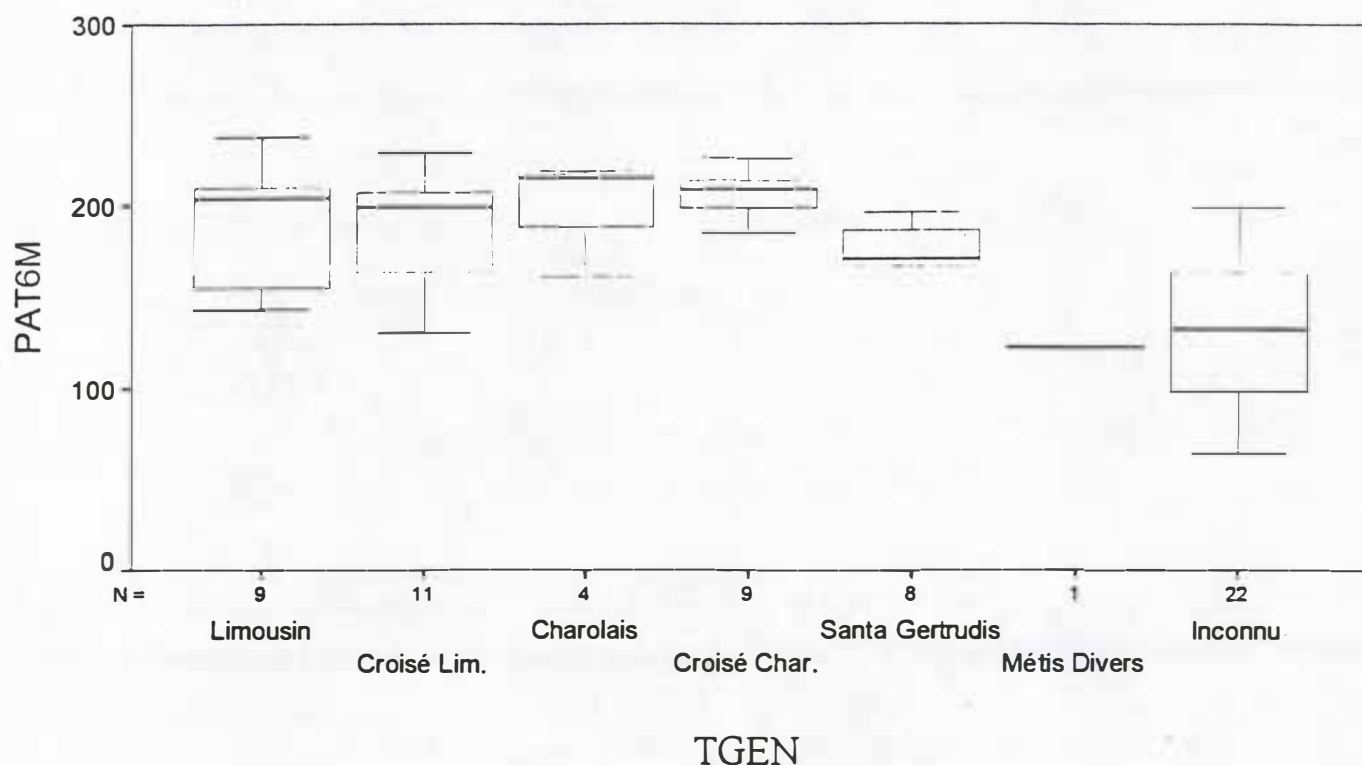 300
200
100
0
PAT6M
N = 9 11 4 9 8 1 22
Limousin Charolais Santa Gertrudis Inconnu
Croisé Lim. Croisé Char. Métis Divers
TGEN